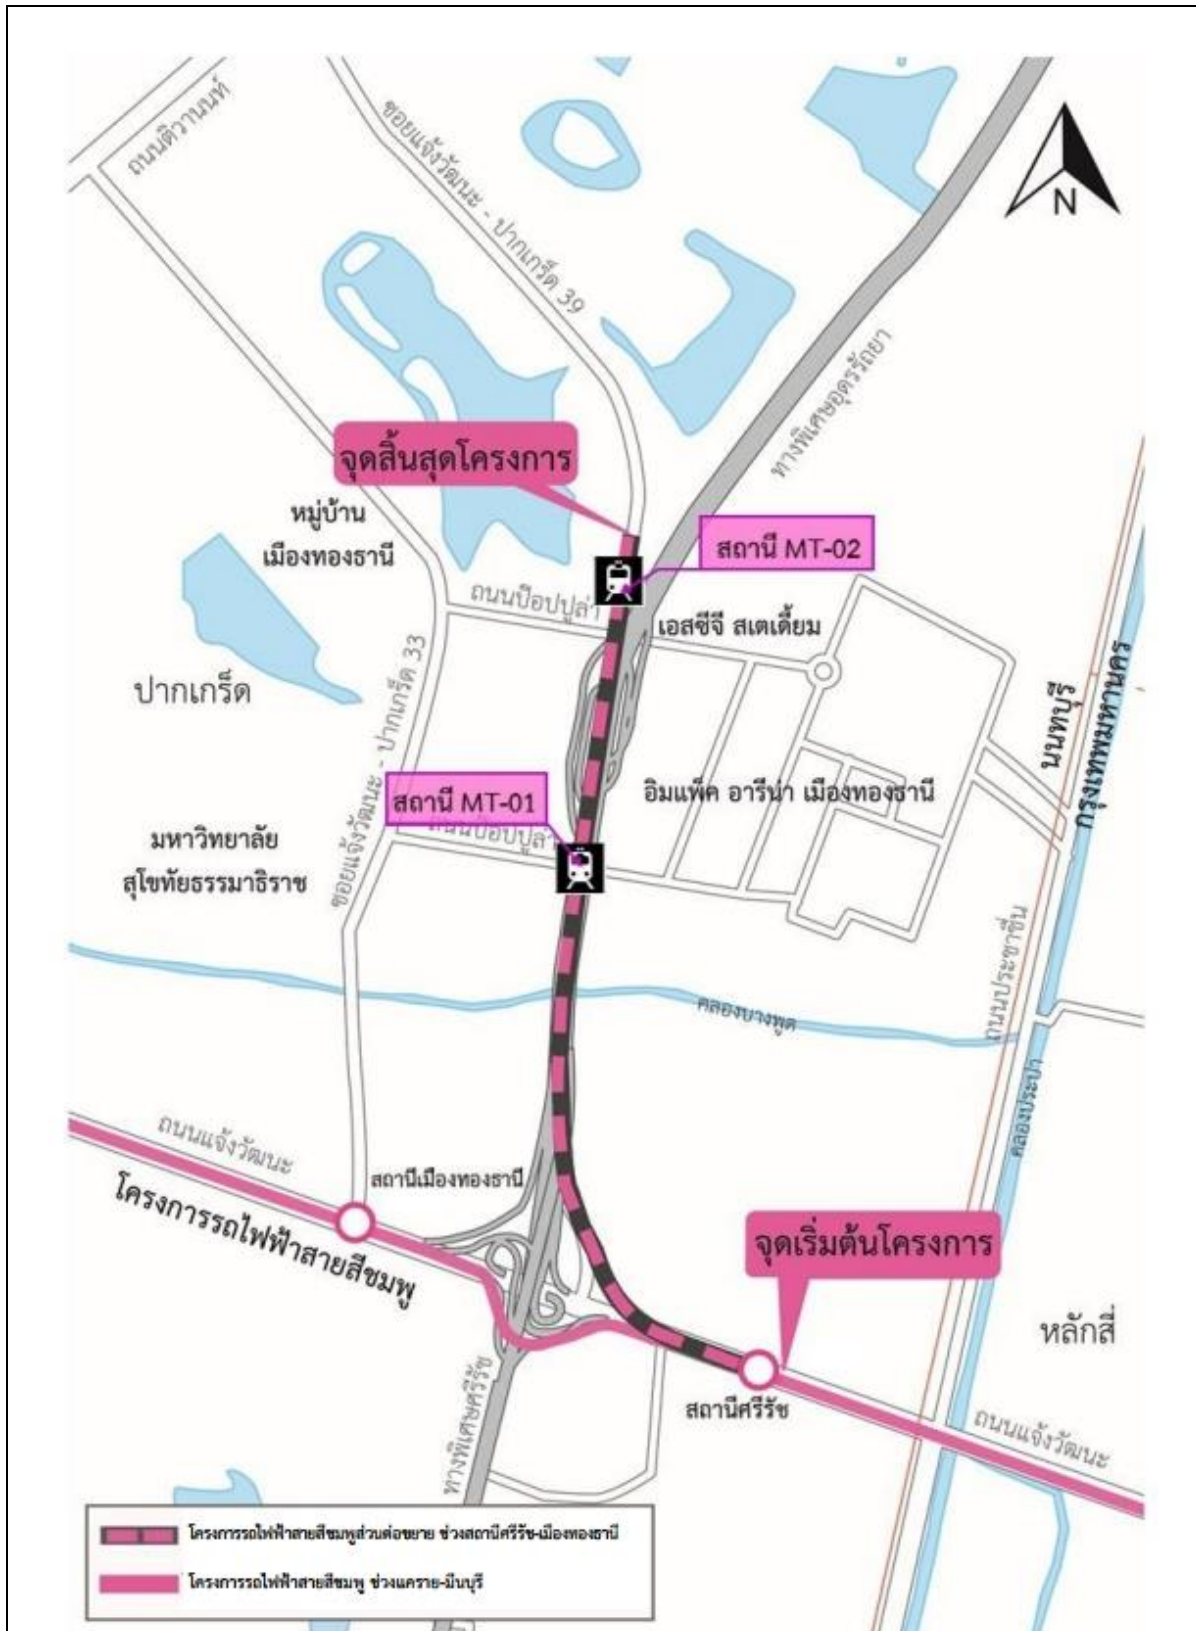 ถนนติวานนท์
ซอยแจ้งวัฒนะ - ปากเกร็ด 39
N
ทางพิเศษอุดรรัถยา
จุดสิ้นสุดโครงการ
หมู่บ้าน
เมืองทองธานี
สถานี MT-02
ถนนป๊อปปูล่า
เอสซีจี สเตเดี้ยม
ปากเกร็ด
ซอยแจ้งวัฒนะ - ปากเกร็ด 33
นนทบุรี
กรุงเทพมหานคร
สถานี MT-01
อิมแพ็ค อารีน่า เมืองทองธานี
ถนนป๊อปปูล่า
มหาวิทยาลัย
สุโขทัยธรรมาธิราช
ถนนประชาชื่น
คลองบางพูด
คลองประปา
ถนนแจ้งวัฒนะ
สถานีเมืองทองธานี
โครงการรถไฟฟ้าสายสีชมพู
จุดเริ่มต้นโครงการ
หลักสี่
สถานีศรีรัช
ทางพิเศษศรีรัช
ถนนแจ้งวัฒนะ
โครงการรถไฟฟ้าสายสีชมพูส่วนต่อขยาย ช่วงสถานีศรีรัช-เมืองทองธานี
โครงการรถไฟฟ้าสายสีชมพู ช่วงแคราย-มีนบุรี